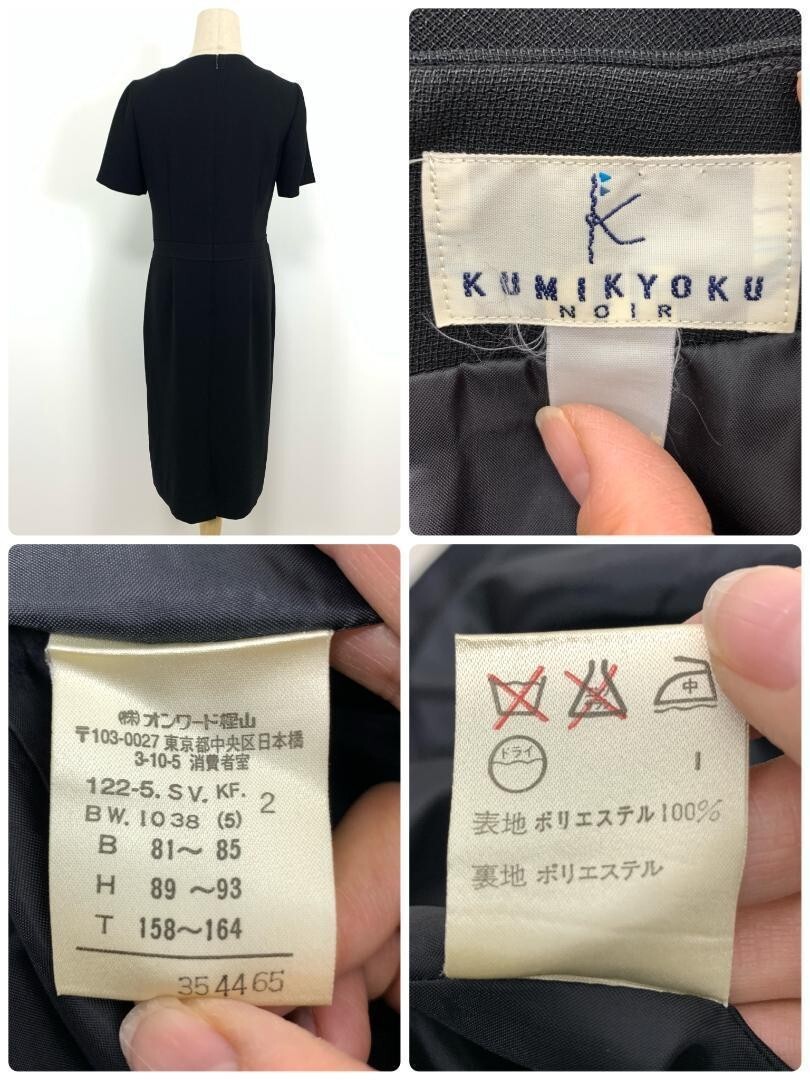 K
KUMIKYOKU
NOIR
㈱オンワード樫山
〒103-0027 東京都中央区日本橋
3-10-5 消費者室
122-5. SV. KF.
2
BW. 1038 (5)
B 81〜85
H 89〜93
T 158〜164
35 44 65
中
ドライ
表地 ポリエステル100%
裏地 ポリエステル